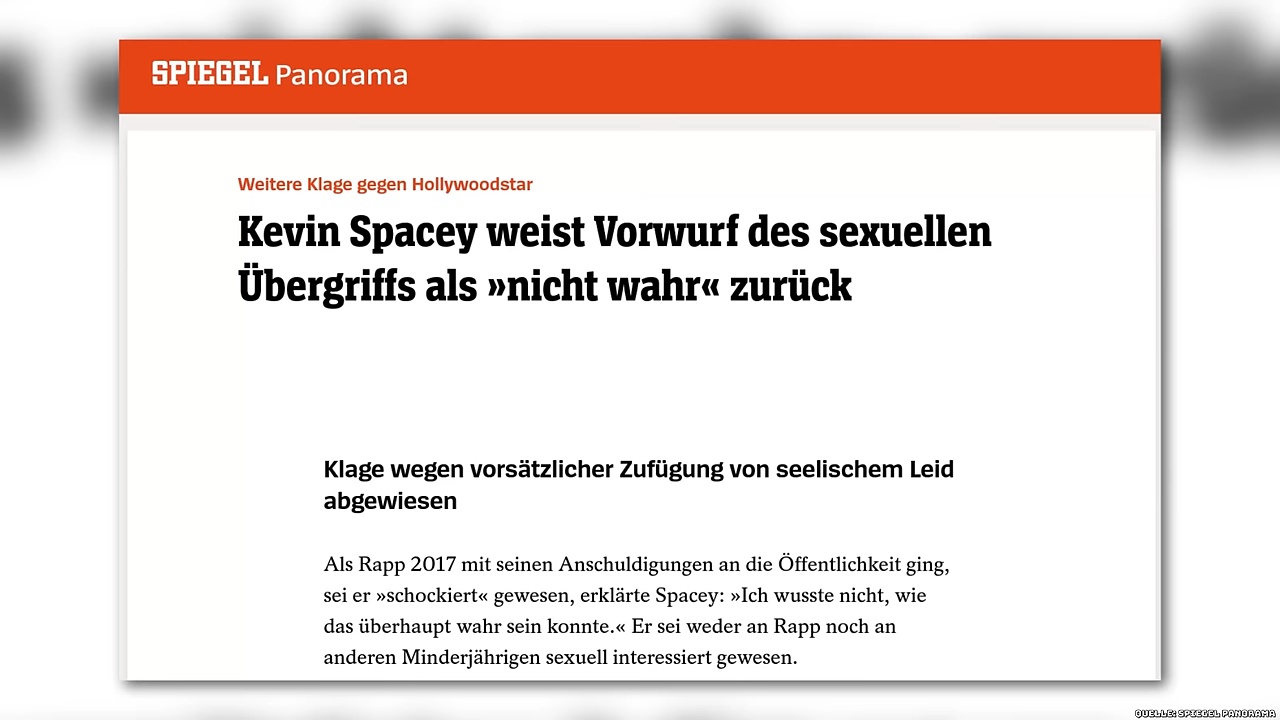 SPIEGEL Panorama
Weitere Klage gegen Hollywoodstar
Kevin Spacey weist Vorwurf des sexuellen
Übergriffs als »nicht wahr« zurück
Klage wegen vorsätzlicher Zufügung von seelischem Leid
abgewiesen
Als Rapp 2017 mit seinen Anschuldigungen an die Öffentlichkeit ging,
sei er »schockiert« gewesen, erklärte Spacey: »Ich wusste nicht, wie
das überhaupt wahr sein konnte.« Er sei weder an Rapp noch an
anderen Minderjährigen sexuell interessiert gewesen.
QUELLE: SPIEGEL PANORAMA